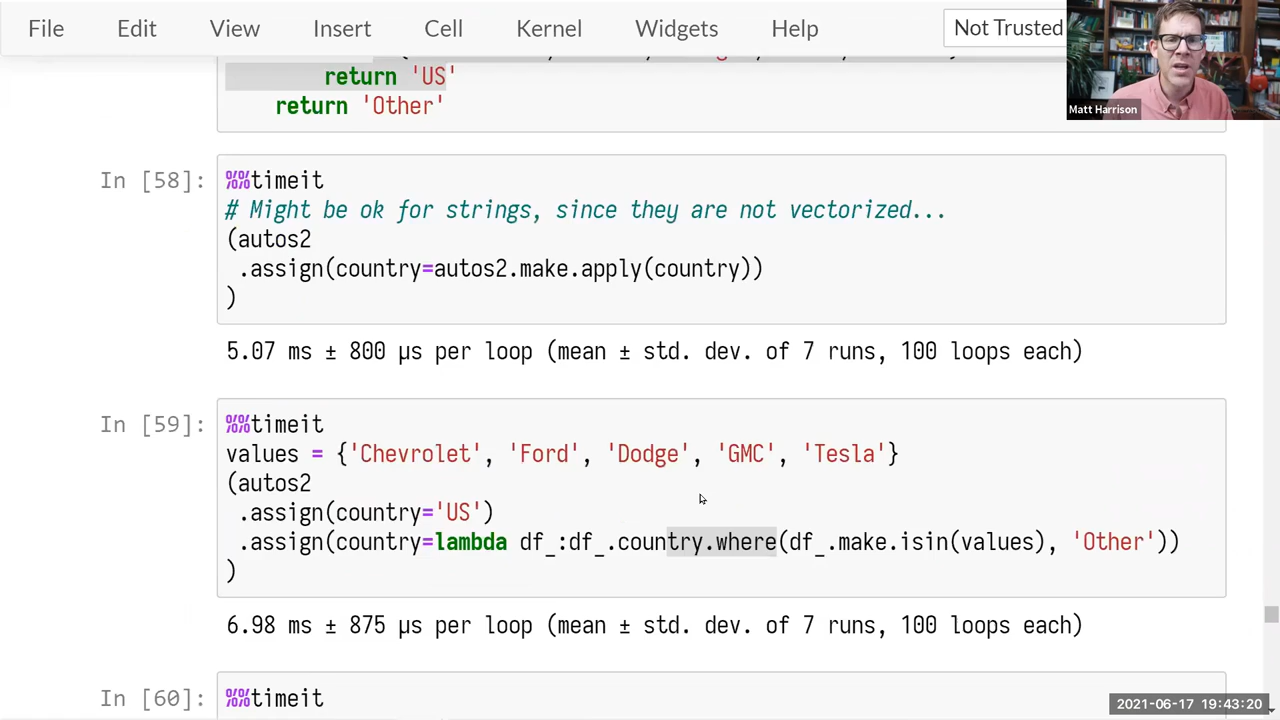 File Edit View Insert Cell Kernel Widgets Help Not Trusted
Matt Harrison
return 'US'
return 'Other'
In [58]:
%%timeit
# Might be ok for strings, since they are not vectorized...
(autos2
.assign(country=autos2.make.apply(country))
)
5.07 ms ± 800 µs per loop (mean ± std. dev. of 7 runs, 100 loops each)
In [59]:
%%timeit
values = {'Chevrolet', 'Ford', 'Dodge', 'GMC', 'Tesla'}
(autos2
.assign(country='US')
.assign(country=lambda df_:df_.country.where(df_.make.isin(values), 'Other'))
)
6.98 ms ± 875 µs per loop (mean ± std. dev. of 7 runs, 100 loops each)
In [60]:
%%timeit
2021-06-17 19:43:20